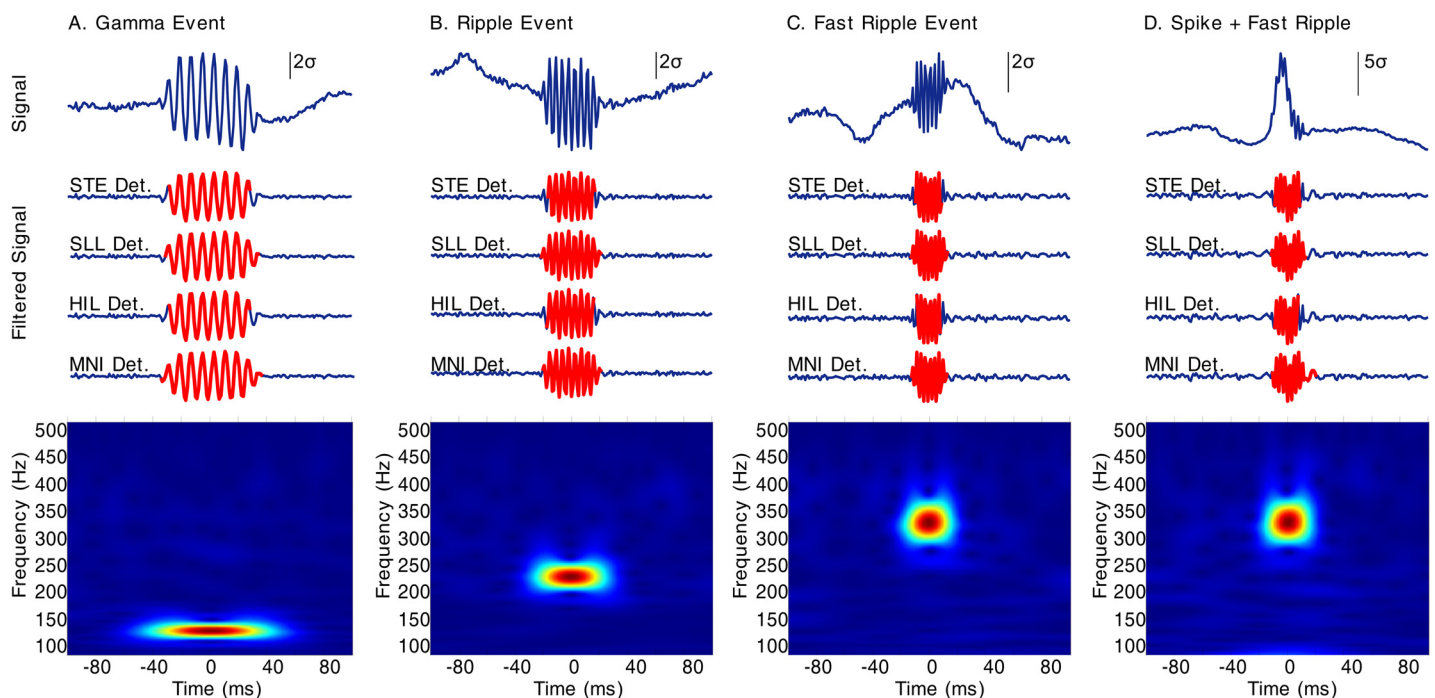 A. Gamma Event
B. Ripple Event
C. Fast Ripple Event
D. Spike + Fast Ripple
Signal
2σ
2σ
2σ
5σ
Filtered Signal
STE Det.
STE Det.
STE Det.
STE Det.
SLL Det.
SLL Det.
SLL Det.
SLL Det.
HIL Det.
HIL Det.
HIL Det.
HIL Det.
MNI Det.
MNI Det.
MNI Det.
MNI Det.
Frequency (Hz)
500
450
400
350
300
250
200
150
100
-80 -40 0 40 80
Time (ms)
Frequency (Hz)
500
450
400
350
300
250
200
150
100
-80 -40 0 40 80
Time (ms)
Frequency (Hz)
500
450
400
350
300
250
200
150
100
-80 -40 0 40 80
Time (ms)
Frequency (Hz)
500
450
400
350
300
250
200
150
100
-80 -40 0 40 80
Time (ms)